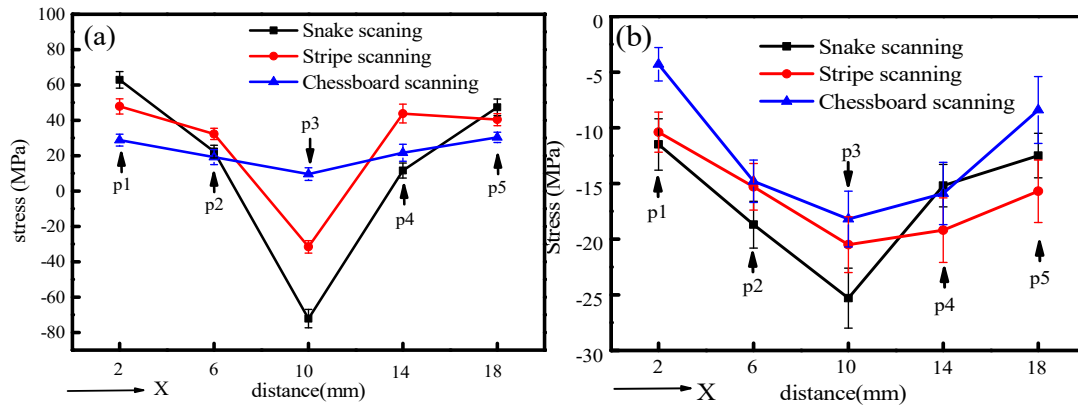 (a)
Snake scaning
Stripe scanning
Chessboard scanning
stress (MPa)
100
80
60
40
20
0
-20
-40
-60
-80
p1
p2
p3
p4
p5
2
6
10
14
18
X
distance(mm)
(b)
Snake scanning
Stripe scanning
Chessboard scanning
Stress (MPa)
0
-5
-10
-15
-20
-25
-30
p1
p2
p3
p4
p5
2
6
10
14
18
X
distance(mm)